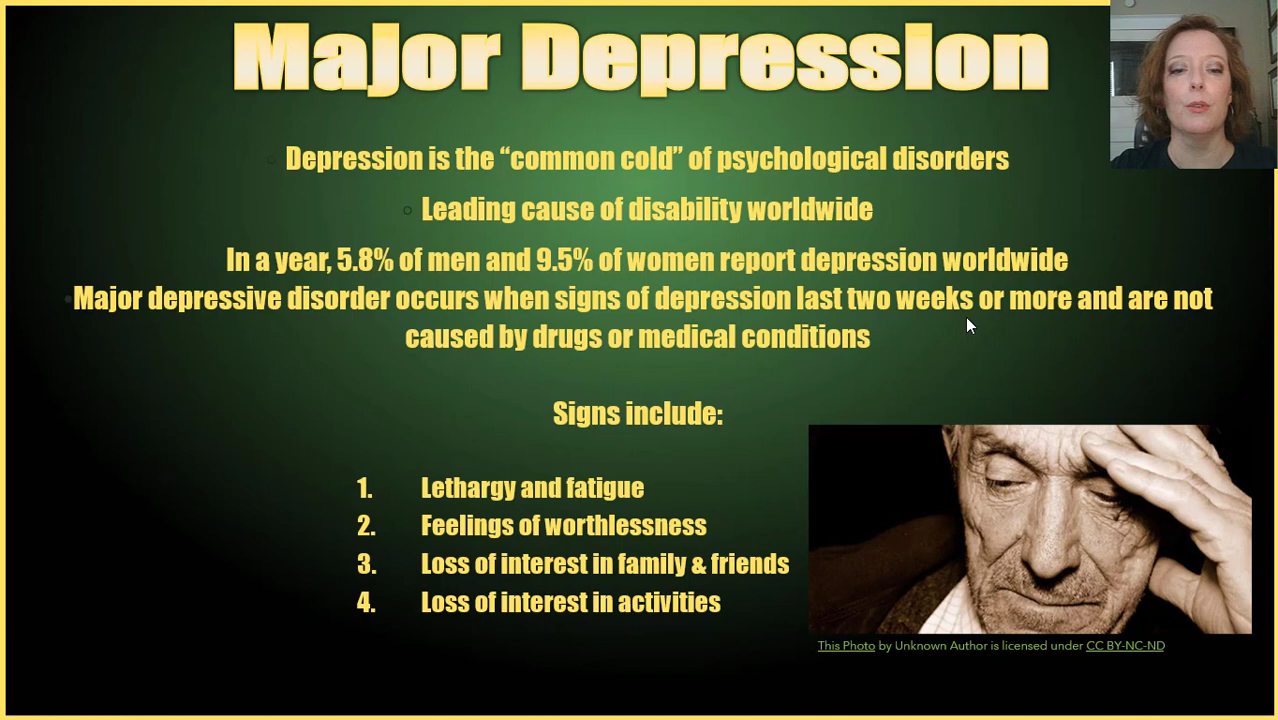 Major Depression
Depression is the “common cold” of psychological disorders
Leading cause of disability worldwide
In a year, 5.8% of men and 9.5% of women report depression worldwide
Major depressive disorder occurs when signs of depression last two weeks or more and are not
caused by drugs or medical conditions
Signs include:
1. Lethargy and fatigue
2. Feelings of worthlessness
3. Loss of interest in family & friends
4. Loss of interest in activities
This Photo by Unknown Author is licensed under CC BY-NC-ND